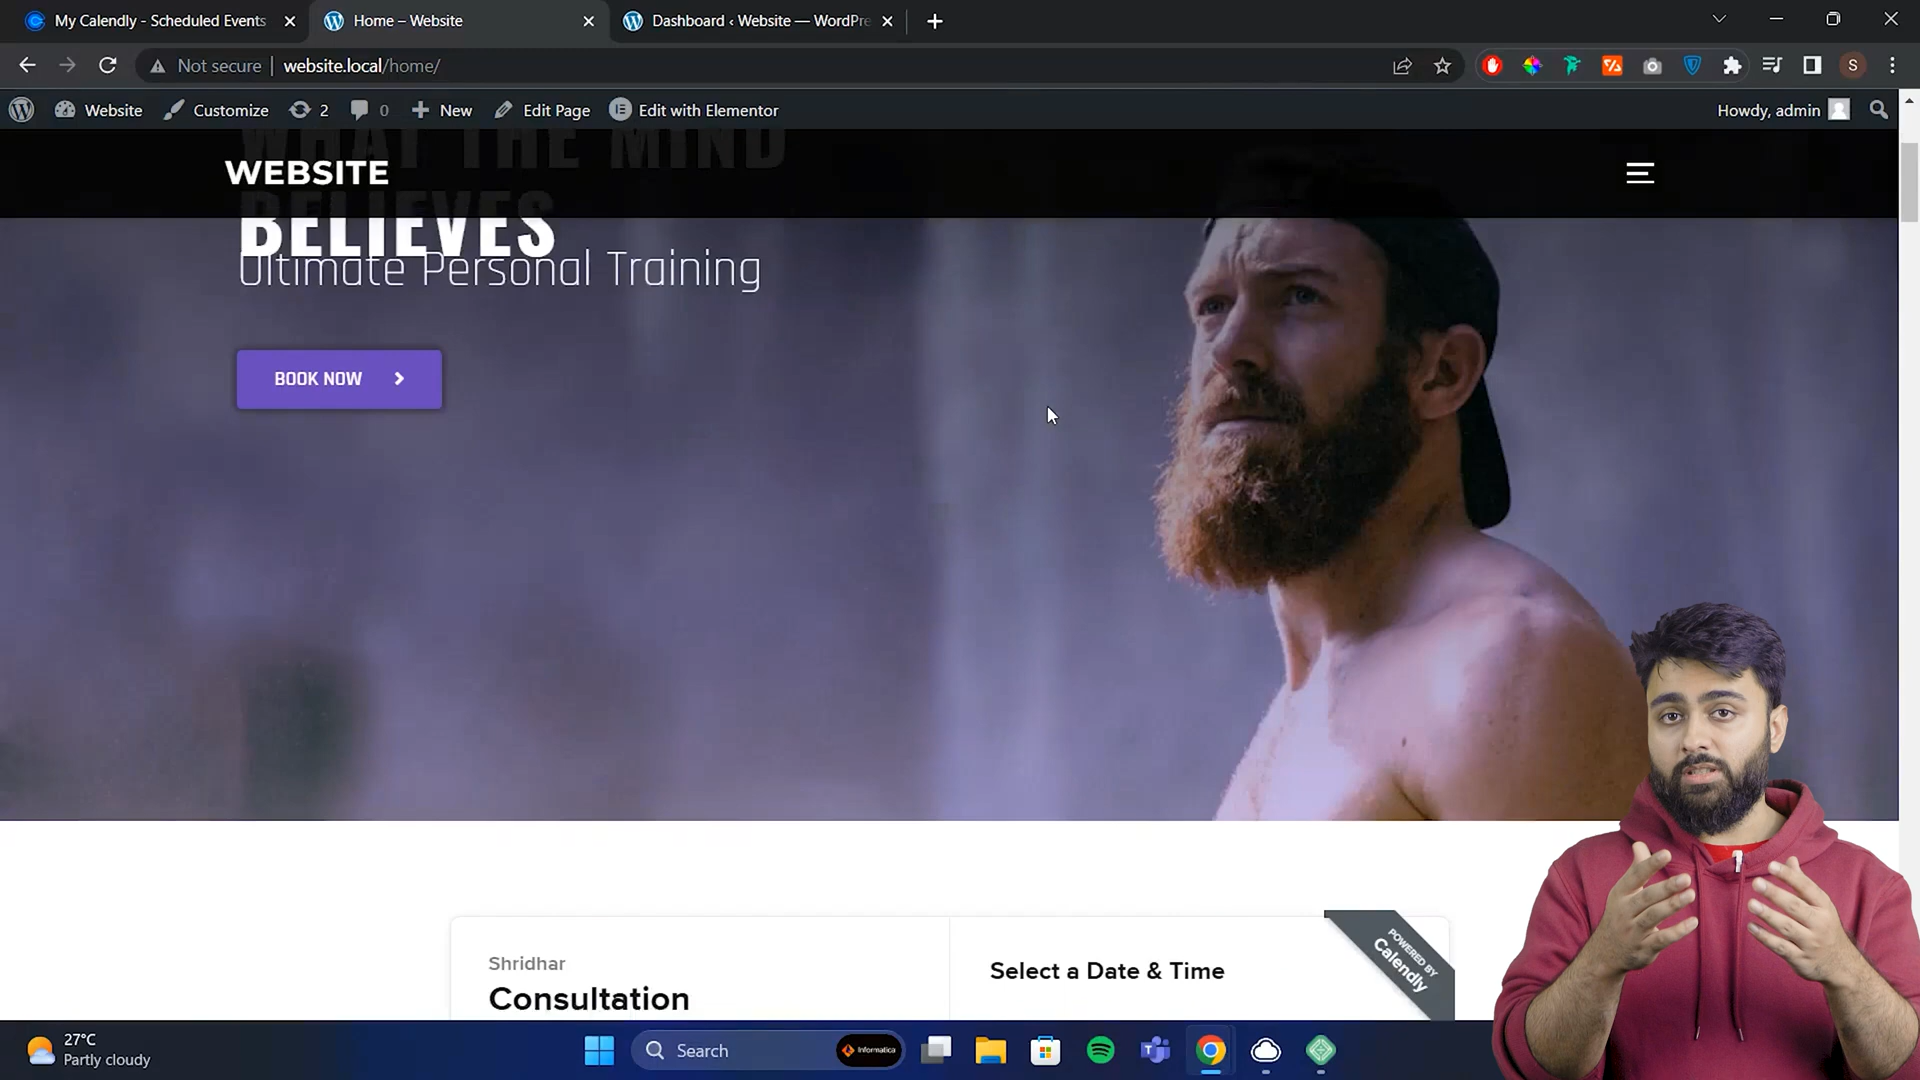 My Calendly - Scheduled Events
Home – Website
Dashboard ‹ Website — WordPre
Not secure
website.local/home/
Website
Customize
2
0
New
Edit Page
Edit with Elementor
Howdy, admin
S
WHAT THE MIND
WEBSITE
BELIEVES
Ultimate Personal Training
BOOK NOW
Shridhar
Consultation
Select a Date & Time
POWERED BY
Calendly
27°C
Partly cloudy
Search
Informatica